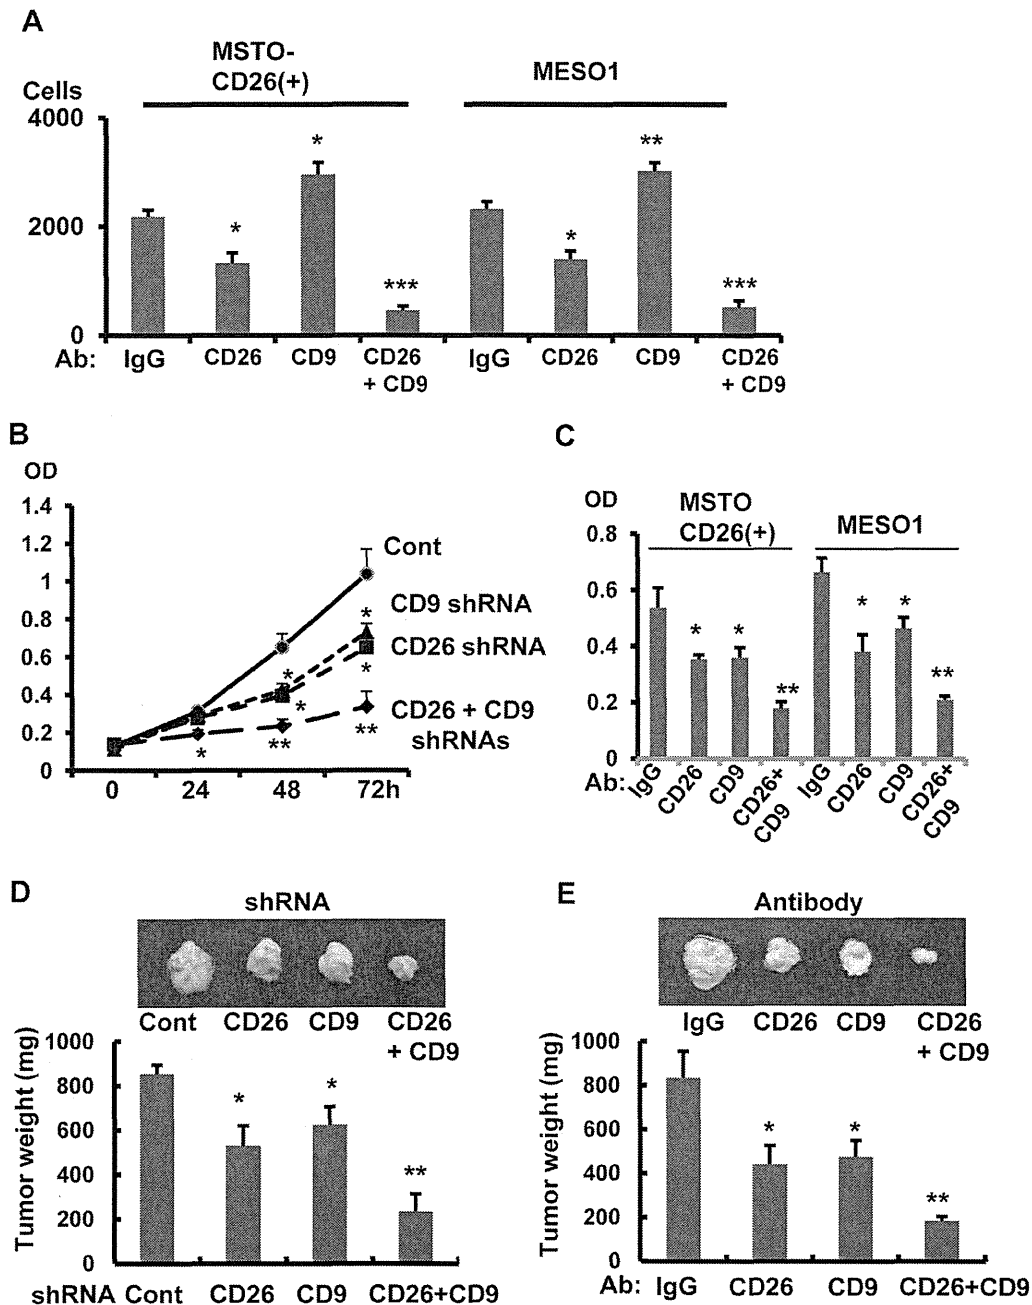 A
MSTO-
CD26(+)
MESO1
Cells
4000
2000
0
* * *** * ** ***
Ab: IgG CD26 CD9 CD26 + CD9 IgG CD26 CD9 CD26 + CD9
B
OD
1.4
1.2
1
0.8
0.6
0.4
0.2
0
Cont
CD9 shRNA
CD26 shRNA
CD26 + CD9
shRNAs
* * * * * ** **
0 24 48 72h
C
OD
MSTO
CD26(+)
MESO1
0.8
0.6
0.4
0.2
0
* * ** * * **
Ab: IgG CD26 CD9 CD26+ CD9 IgG CD26 CD9 CD26+ CD9
D
shRNA
Cont CD26 CD9 CD26
+ CD9
Tumor weight (mg)
1000
800
600
400
200
0
* * **
shRNA Cont CD26 CD9 CD26+CD9
E
Antibody
IgG CD26 CD9 CD26
+ CD9
Tumor weight (mg)
1000
800
600
400
200
0
* * **
Ab: IgG CD26 CD9 CD26+CD9